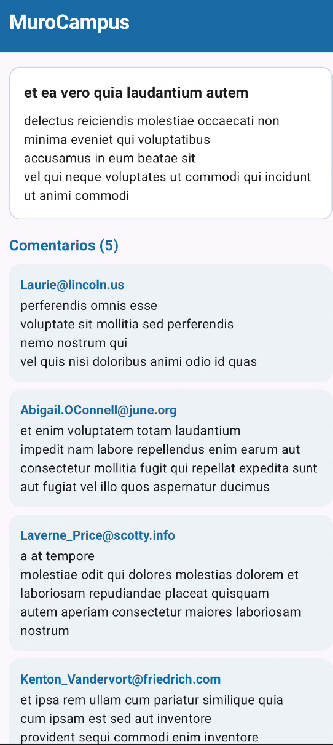 MuroCampus
et ea vero quia laudantium autem
delectus reiciendis molestiae occaecati non
minima eveniet qui voluptatibus
accusamus in eum beatae sit
vel qui neque voluptates ut commodi qui incidunt
ut animi commodi
Comentarios (5)
Laurie@lincoln.us
perferendis omnis esse
voluptate sit mollitia sed perferendis
nemo nostrum qui
vel quis nisi doloribus animi odio id quas
Abigail.OConnell@june.org
et enim voluptatem totam laudantium
impedit nam labore repellendus enim earum aut
consectetur mollitia fugit qui repellat expedita sunt
aut fugiat vel illo quos aspernatur ducimus
Laverne_Price@scotty.info
a at tempore
molestiae odit qui dolores molestias dolorem et
laboriosam repudiandae placeat quisquam
autem aperiam consectetur maiores laboriosam
nostrum
Kenton_Vandervort@friedrich.com
et ipsa rem ullam cum pariatur similique quia
cum ipsam est sed aut inventore
provident sequi commodi enim inventore